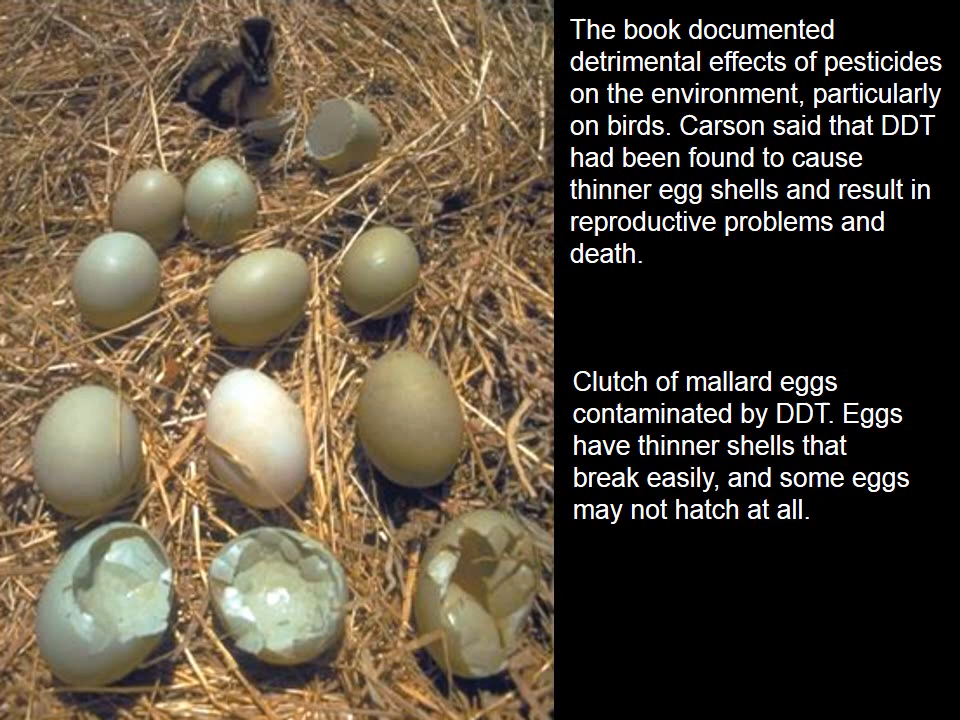 The book documented
detrimental effects of pesticides
on the environment, particularly
on birds. Carson said that DDT
had been found to cause
thinner egg shells and result in
reproductive problems and
death.
Clutch of mallard eggs
contaminated by DDT. Eggs
have thinner shells that
break easily, and some eggs
may not hatch at all.